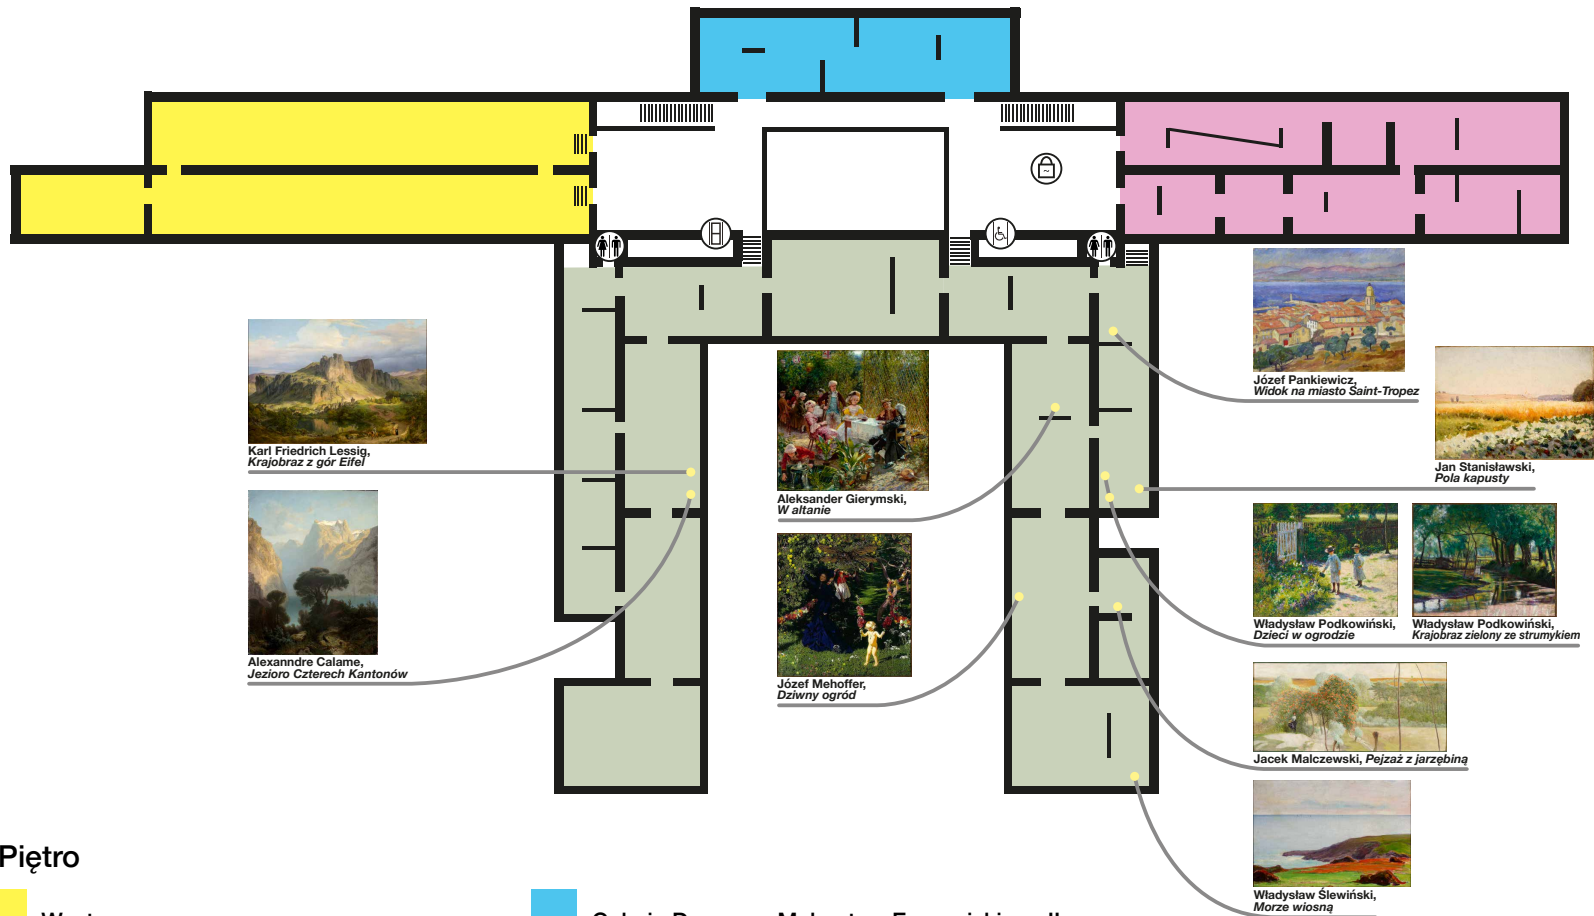 Karl Friedrich Lessig,
Krajobraz z gór Eifel
Alexanndre Calame,
Jezioro Czterech Kantonów
Aleksander Gierymski,
W altanie
Józef Mehoffer,
Dziwny ogród
Józef Pankiewicz,
Widok na miasto Saint-Tropez
Jan Stanisławski,
Pola kapusty
Władysław Podkowiński,
Dzieci w ogrodzie
Władysław Podkowiński,
Krajobraz zielony ze strumykiem
Jacek Malczewski, Pejzaż z jarzębiną
Władysław Ślewiński,
Morze wiosną
Piętro